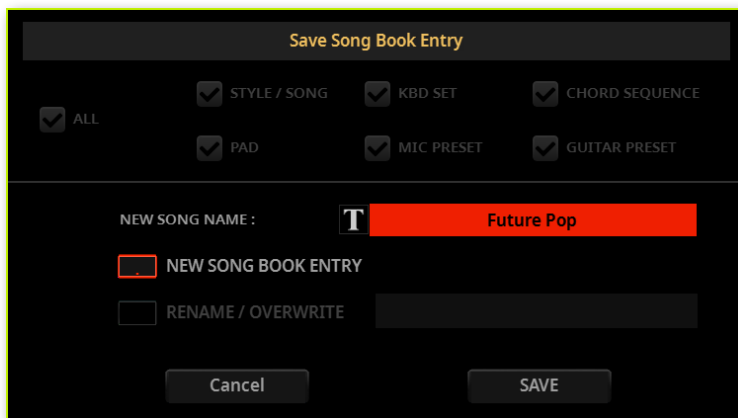 Save Song Book Entry
ALL
STYLE / SONG KBD SET CHORD SEQUENCE
PAD MIC PRESET GUITAR PRESET
NEW SONG NAME : T Future Pop
NEW SONG BOOK ENTRY
RENAME / OVERWRITE
Cancel SAVE